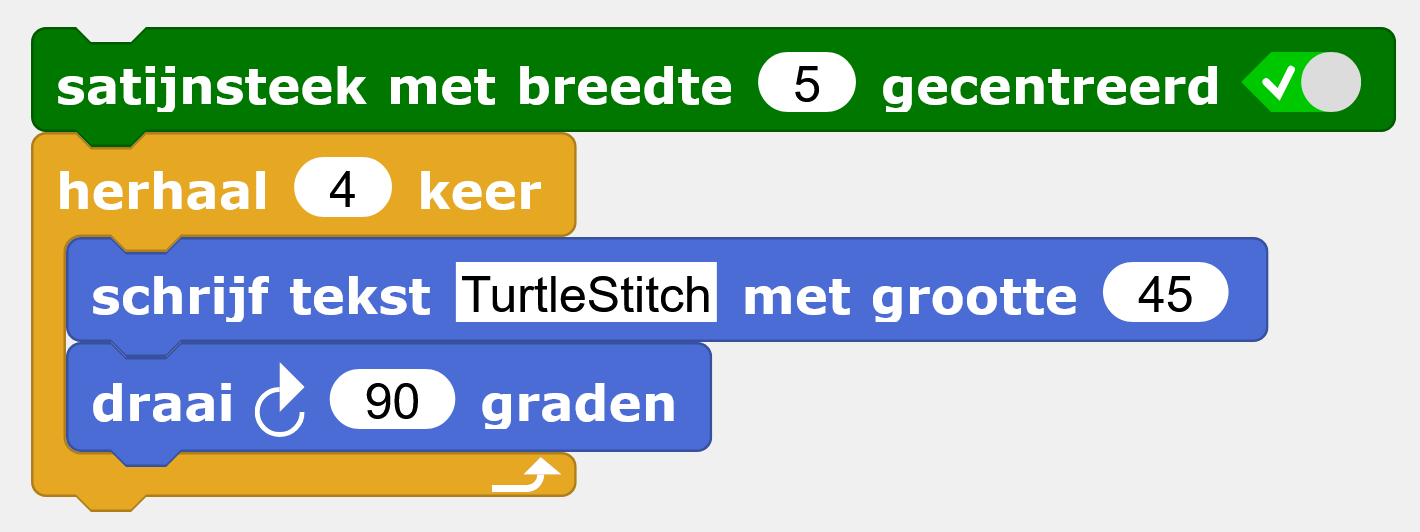 satijnsteek met breedte 5 gecentreerd
herhaal 4 keer
schrijf tekst TurtleStitch met grootte 45
draai 90 graden